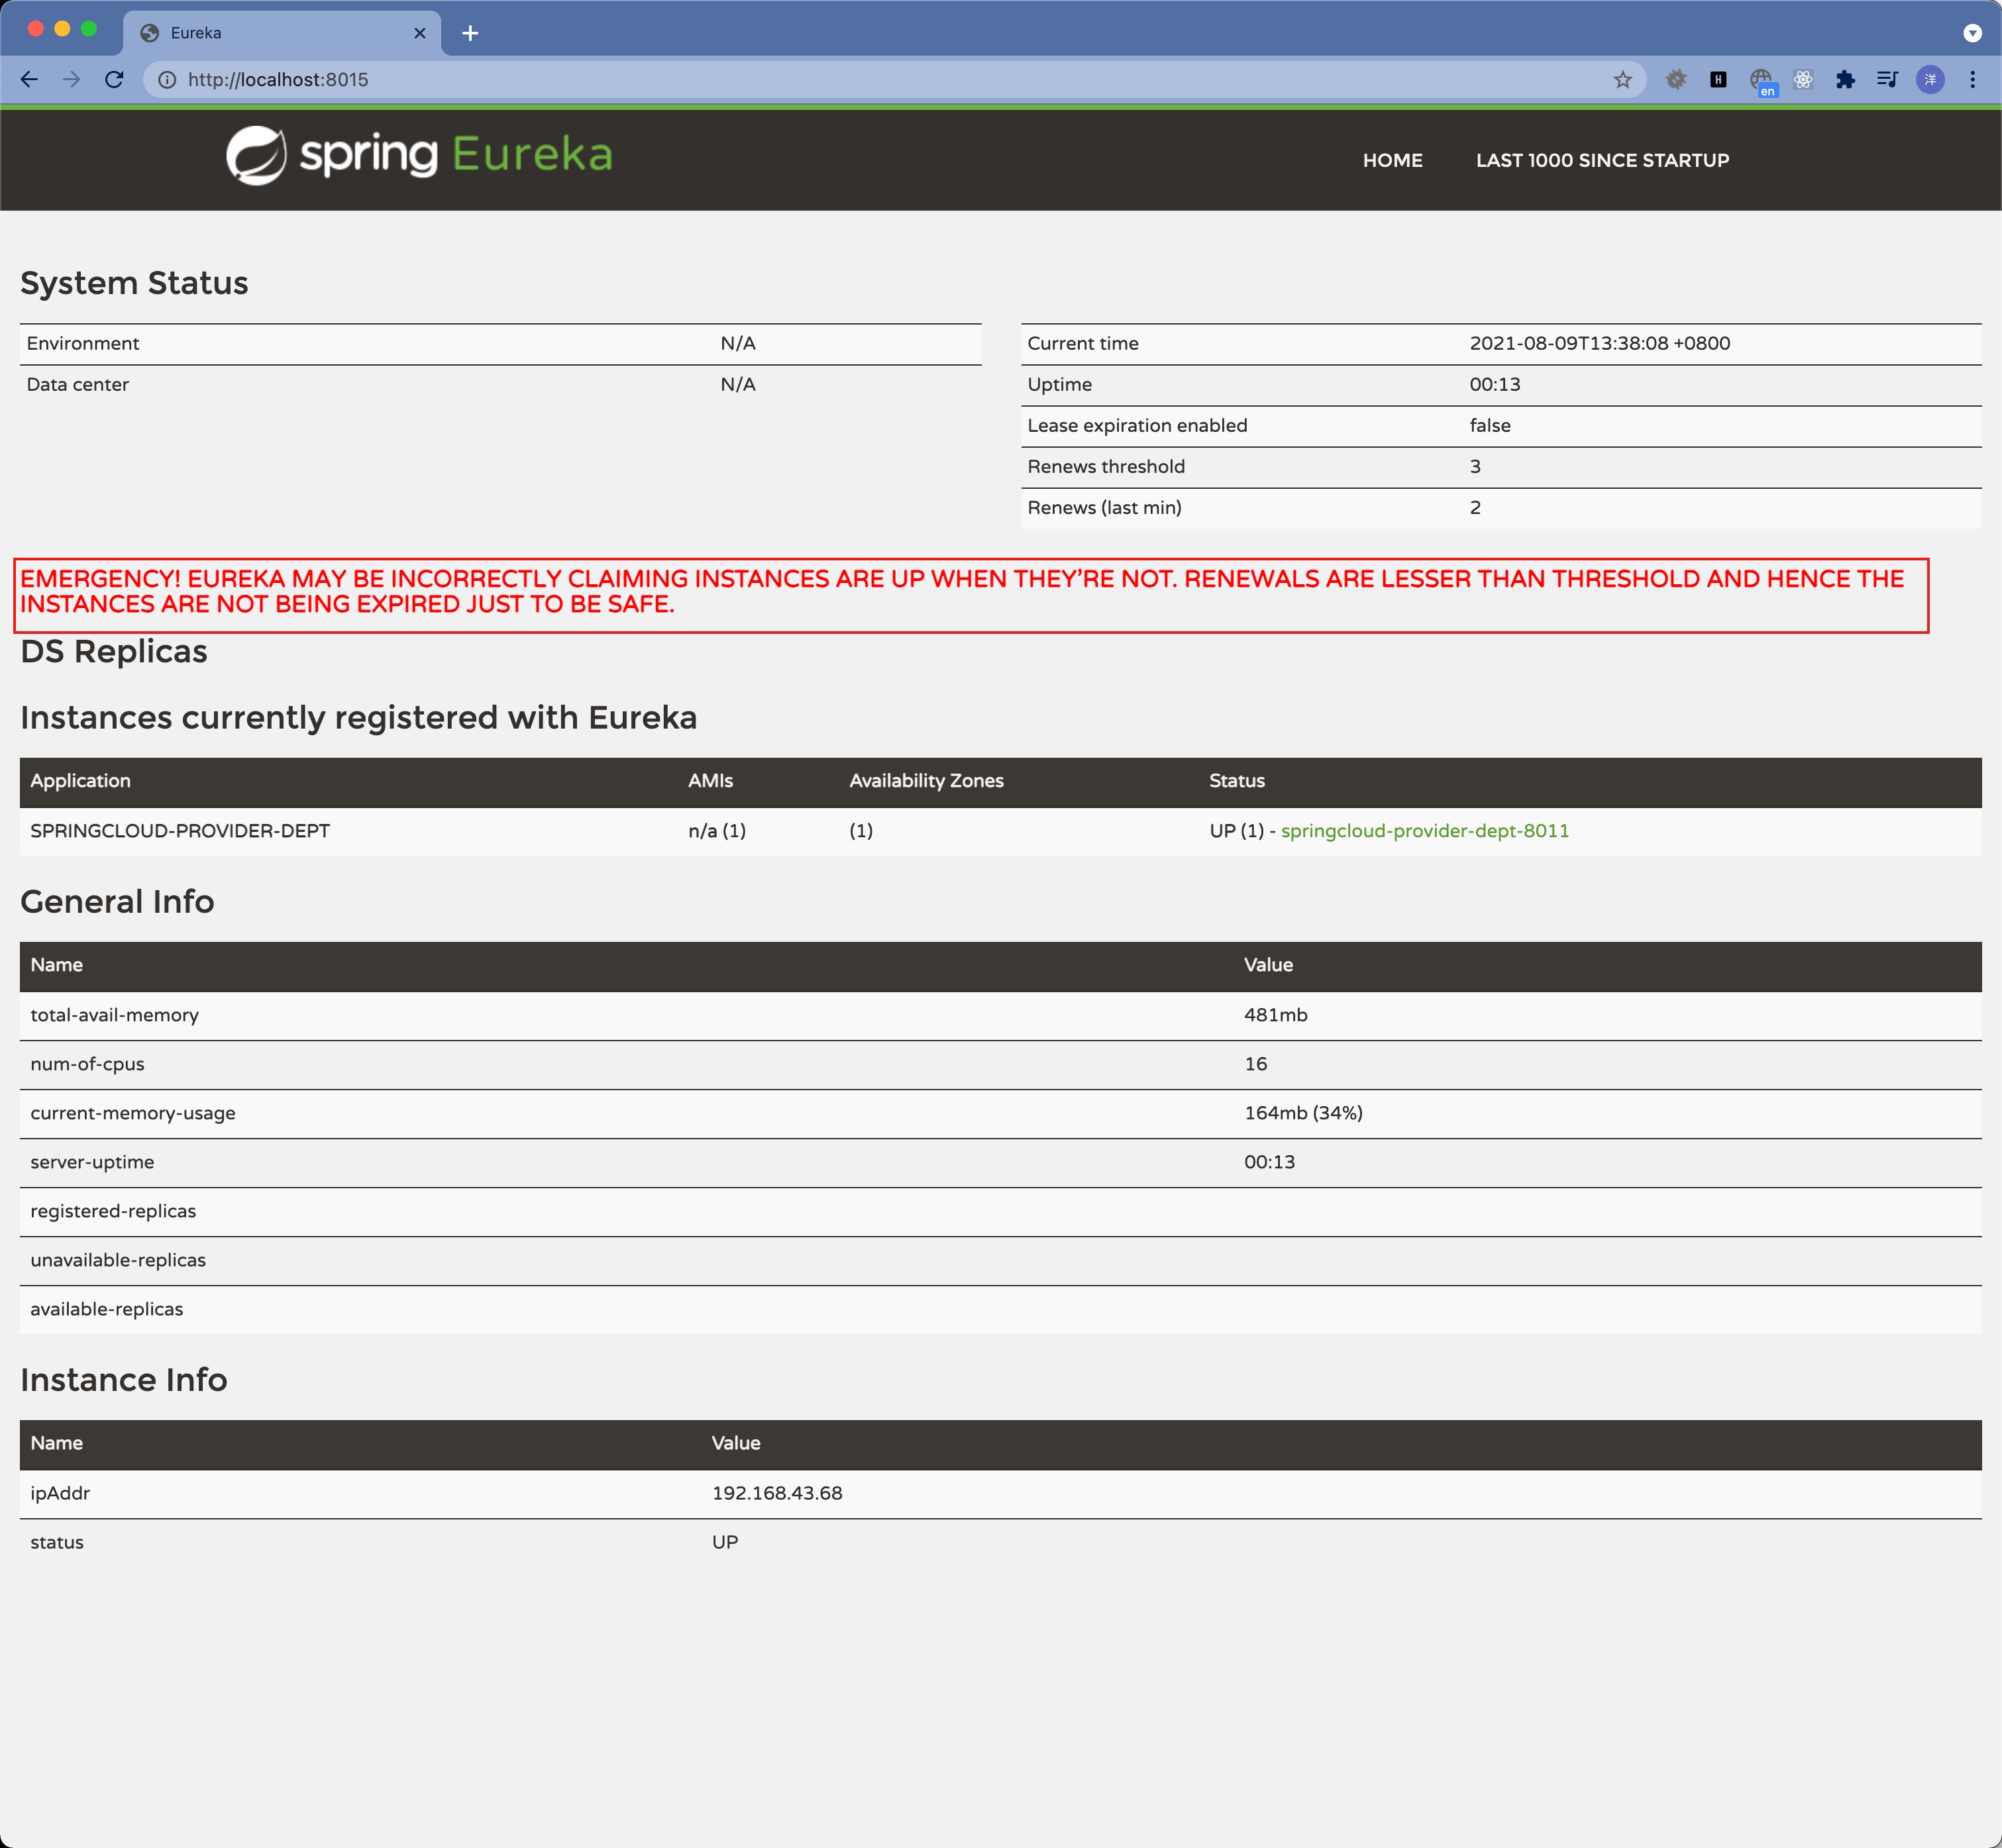 Eureka
http://localhost:8015
en
洋
spring Eureka
HOME LAST 1000 SINCE STARTUP
System Status
Environment N/A
Data center N/A
Current time 2021-08-09T13:38:08 +0800
Uptime 00:13
Lease expiration enabled false
Renews threshold 3
Renews (last min) 2
EMERGENCY! EUREKA MAY BE INCORRECTLY CLAIMING INSTANCES ARE UP WHEN THEY'RE NOT. RENEWALS ARE LESSER THAN THRESHOLD AND HENCE THE
INSTANCES ARE NOT BEING EXPIRED JUST TO BE SAFE.
DS Replicas
Instances currently registered with Eureka
Application AMIs Availability Zones Status
SPRINGCLOUD-PROVIDER-DEPT n/a (1) (1) UP (1) - springcloud-provider-dept-8011
General Info
Name Value
total-avail-memory 481mb
num-of-cpus 16
current-memory-usage 164mb (34%)
server-uptime 00:13
registered-replicas
unavailable-replicas
available-replicas
Instance Info
Name Value
ipAddr 192.168.43.68
status UP